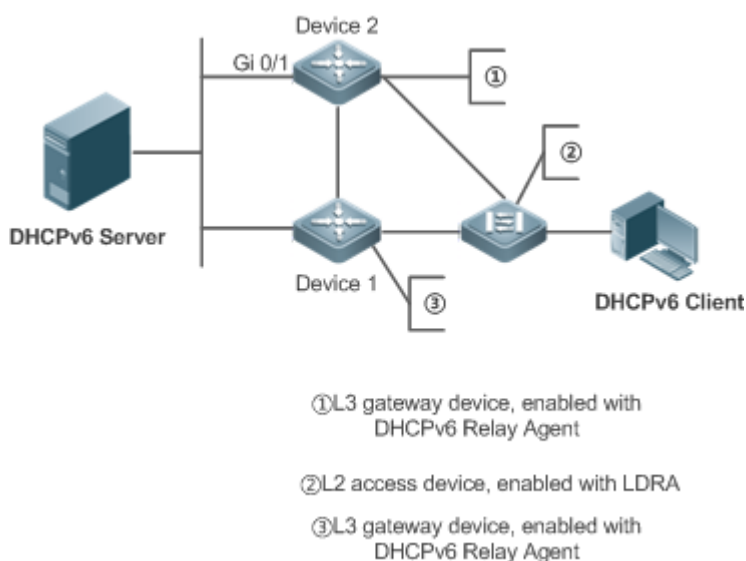 Device 2
Gi 0/1
①
②
DHCPv6 Server
Device 1
③
DHCPv6 Client
①L3 gateway device, enabled with
DHCPv6 Relay Agent
②L2 access device, enabled with LDRA
③L3 gateway device, enabled with
DHCPv6 Relay Agent